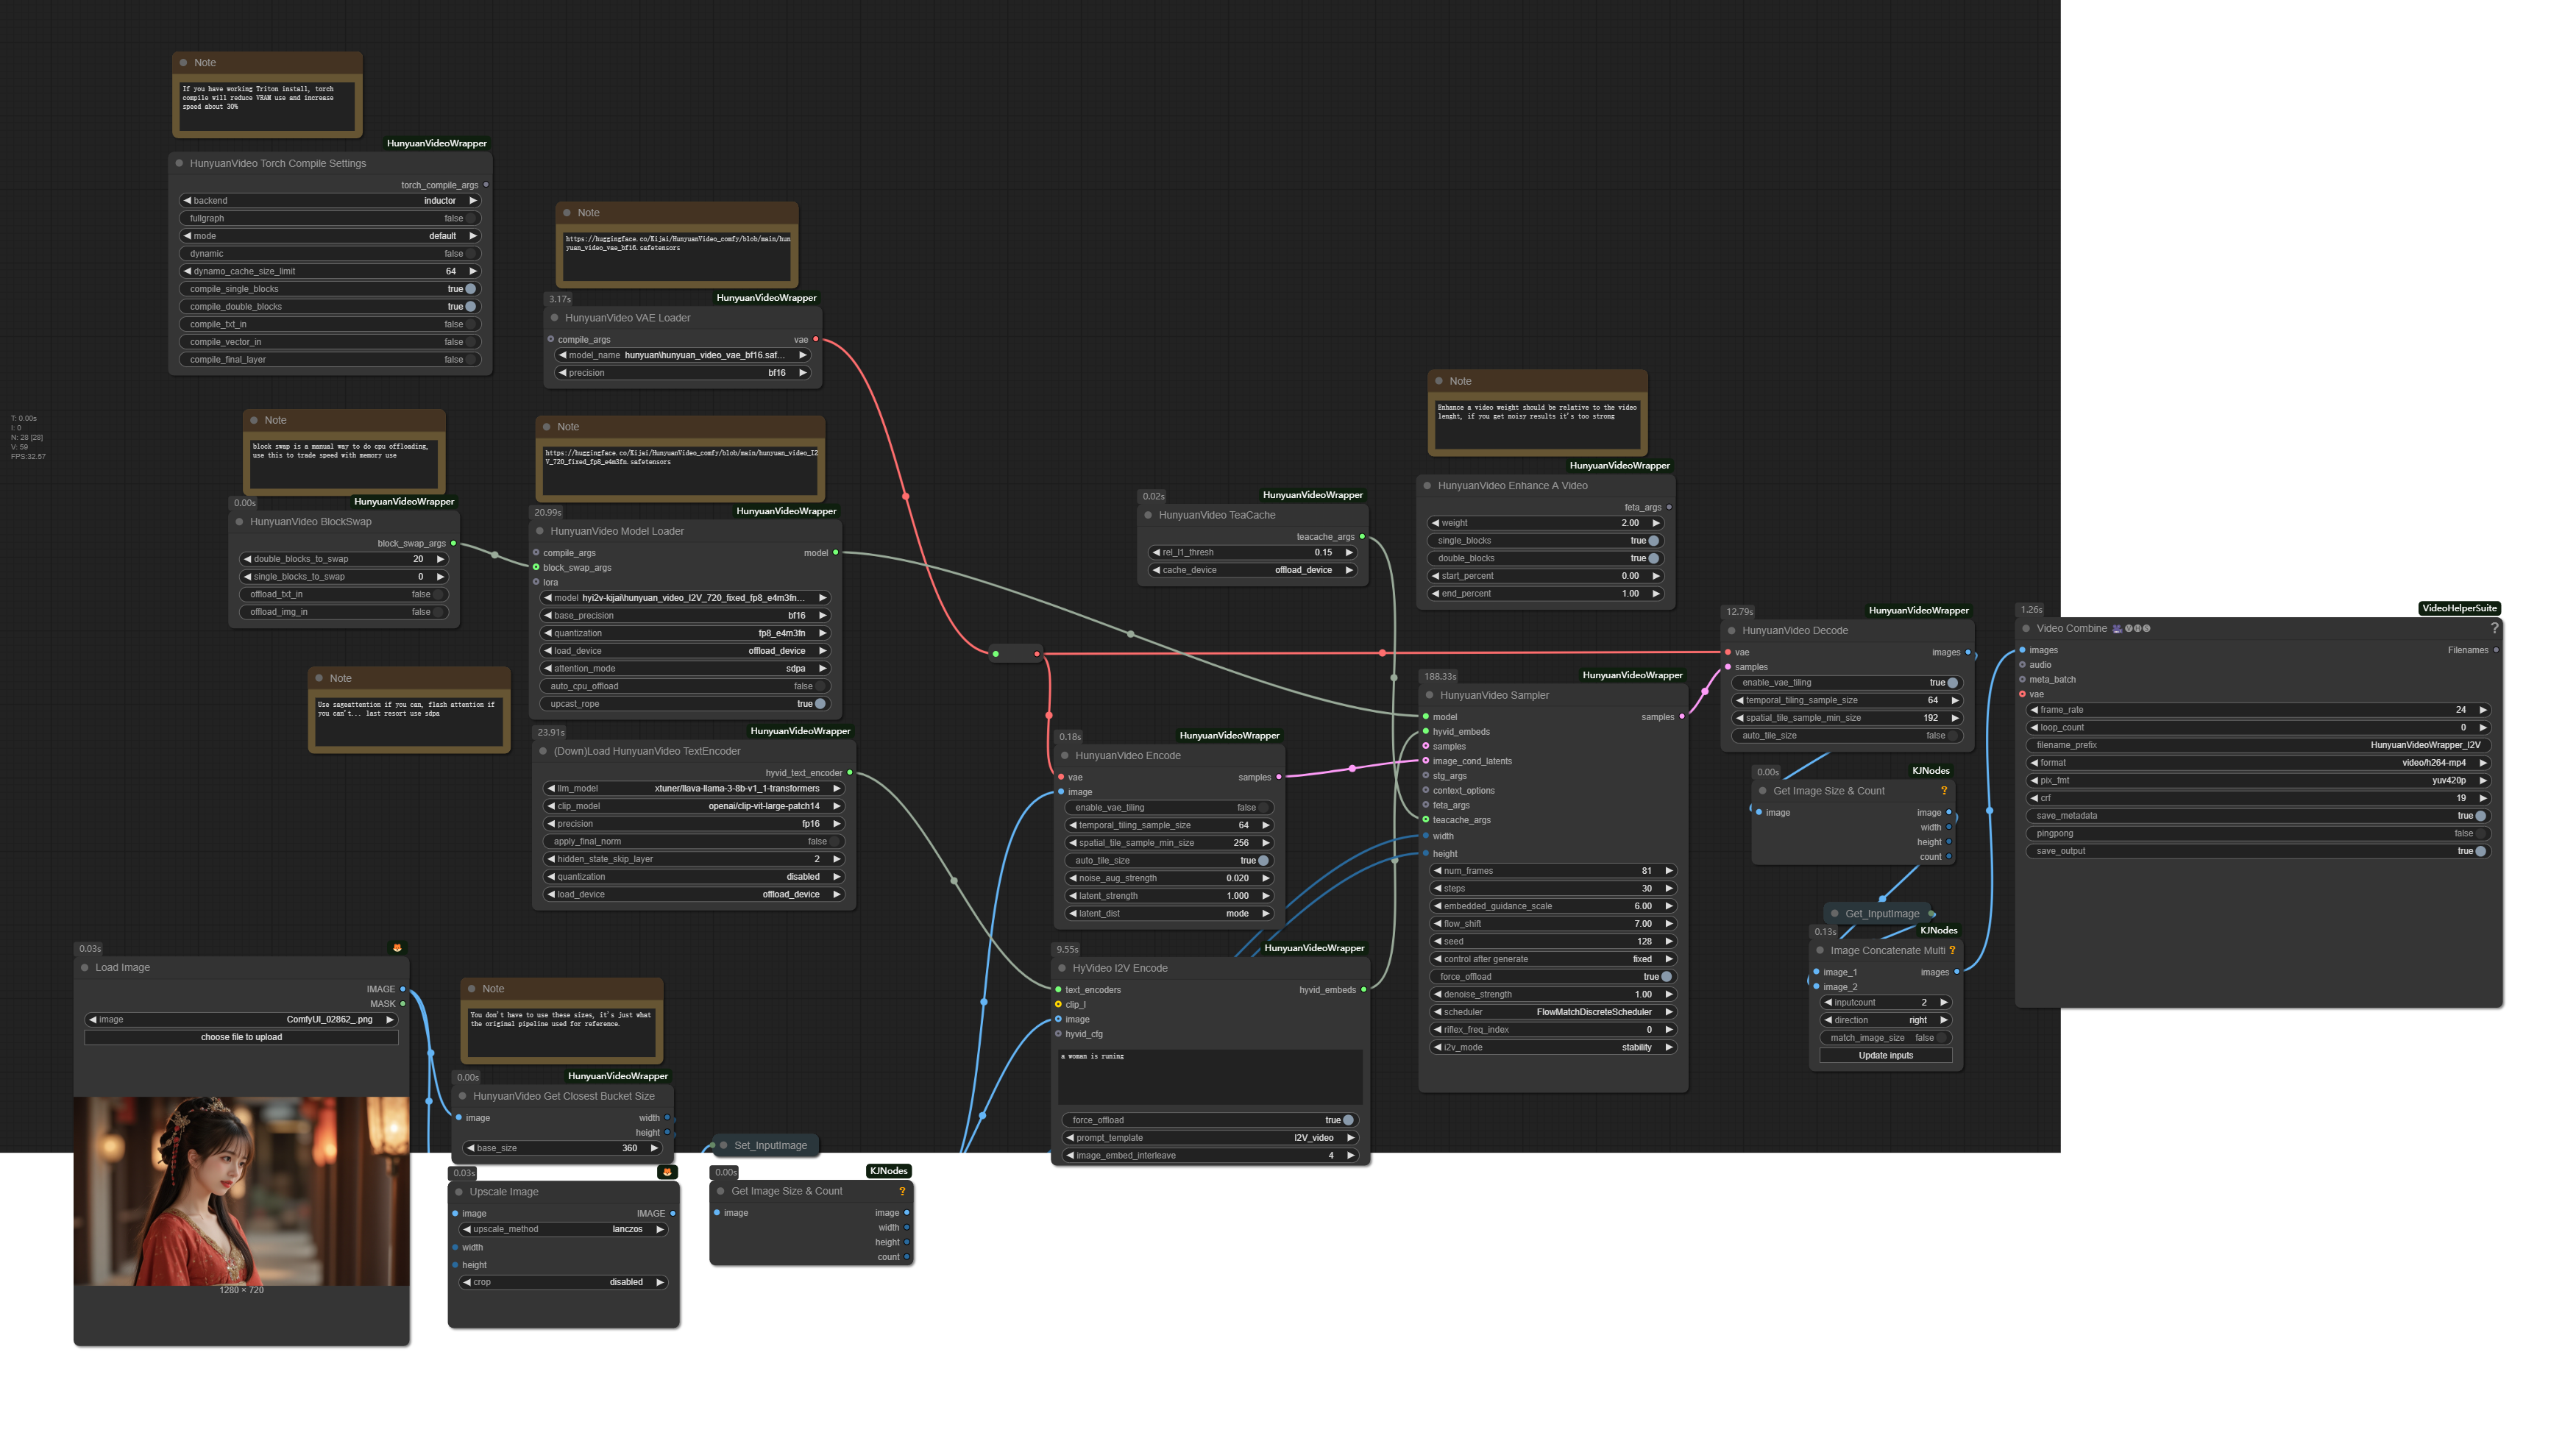 Note
If you have working Triton install, torch
compile will reduce VRAM use and increase
speed about 30%
HunyuanVideoWrapper
HunyuanVideo Torch Compile Settings
torch_compile_args
backend inductor
fullgraph false
mode default
dynamic false
dynamo_cache_size_limit 64
compile_single_blocks true
compile_double_blocks true
compile_txt_in false
compile_vector_in false
compile_final_layer false
Note
https://huggingface.co/Kijai/HunyuanVideo_comfy/blob/main/hun
yuan_video_vae_bf16.safetensors
3.17s HunyuanVideoWrapper
HunyuanVideo VAE Loader
compile_args vae
model_name hunyuan\hunyuan_video_vae_bf16.saf...
precision bf16
T: 0.00s
I: 0
N: 28 [28]
V: 59
FPS:32.57
Note
block swap is a manual way to do cpu offloading,
use this to trade speed with memory use
0.00s HunyuanVideoWrapper
HunyuanVideo BlockSwap
block_swap_args
double_blocks_to_swap 20
single_blocks_to_swap 0
offload_txt_in false
offload_img_in false
Note
https://huggingface.co/Kijai/HunyuanVideo_comfy/blob/main/hunyuan_video_I2
V_720_fixed_fp8_e4m3fn.safetensors
20.99s HunyuanVideoWrapper
HunyuanVideo Model Loader
compile_args model
block_swap_args
lora
model hyi2v-kijai\hunyuan_video_I2V_720_fixed_fp8_e4m3fn...
base_precision bf16
quantization fp8_e4m3fn
load_device offload_device
attention_mode sdpa
auto_cpu_offload false
upcast_rope true
Note
Use sageattention if you can, flash attention if
you can't... last resort use sdpa
23.91s HunyuanVideoWrapper
(Down)Load HunyuanVideo TextEncoder
hyvid_text_encoder
llm_model xtuner/llava-llama-3-8b-v1_1-transformers
clip_model openai/clip-vit-large-patch14
precision fp16
apply_final_norm false
hidden_state_skip_layer 2
quantization disabled
load_device offload_device
0.03s
Load Image
IMAGE
MASK
image ComfyUI_02862_.png
choose file to upload
1280 × 720
Note
You don't have to use these sizes, it's just what
the original pipeline used for reference.
0.00s HunyuanVideoWrapper
HunyuanVideo Get Closest Bucket Size
image width
height
base_size 360
0.03s
Upscale Image
image IMAGE
upscale_method lanczos
width
height
crop disabled
Set_InputImage
0.00s KJNodes
Get Image Size & Count ?
image image
width
height
count
0.18s HunyuanVideoWrapper
HunyuanVideo Encode
vae samples
image
enable_vae_tiling false
temporal_tiling_sample_size 64
spatial_tile_sample_min_size 256
auto_tile_size true
noise_aug_strength 0.020
latent_strength 1.000
latent_dist mode
9.55s HunyuanVideoWrapper
HyVideo I2V Encode
text_encoders hyvid_embeds
clip_l
image
hyvid_cfg
a woman is runing
force_offload true
prompt_template I2V_video
image_embed_interleave 4
0.02s HunyuanVideoWrapper
HunyuanVideo TeaCache
teacache_args
rel_l1_thresh 0.15
cache_device offload_device
Note
Enhance a video weight should be relative to the video
lenght, if you get noisy results it's too strong
HunyuanVideoWrapper
HunyuanVideo Enhance A Video
feta_args
weight 2.00
single_blocks true
double_blocks true
start_percent 0.00
end_percent 1.00
188.33s HunyuanVideoWrapper
HunyuanVideo Sampler
model samples
hyvid_embeds
samples
image_cond_latents
stg_args
context_options
feta_args
teacache_args
width
height
num_frames 81
steps 30
embedded_guidance_scale 6.00
flow_shift 7.00
seed 128
control after generate fixed
force_offload true
denoise_strength 1.00
scheduler FlowMatchDiscreteScheduler
riflex_freq_index 0
i2v_mode stability
12.79s HunyuanVideoWrapper
HunyuanVideo Decode
vae images
samples
enable_vae_tiling true
temporal_tiling_sample_size 64
spatial_tile_sample_min_size 192
auto_tile_size false
0.00s KJNodes
Get Image Size & Count ?
image image
width
height
count
Get_InputImage
0.13s KJNodes
Image Concatenate Multi ?
image_1 images
image_2
inputcount 2
direction right
match_image_size false
Update inputs
1.26s VideoHelperSuite
Video Combine 🎥🅥🅗🅢 ?
images Filenames
audio
meta_batch
vae
frame_rate 24
loop_count 0
filename_prefix HunyuanVideoWrapper_I2V
format video/h264-mp4
pix_fmt yuv420p
crf 19
save_metadata true
pingpong false
save_output true